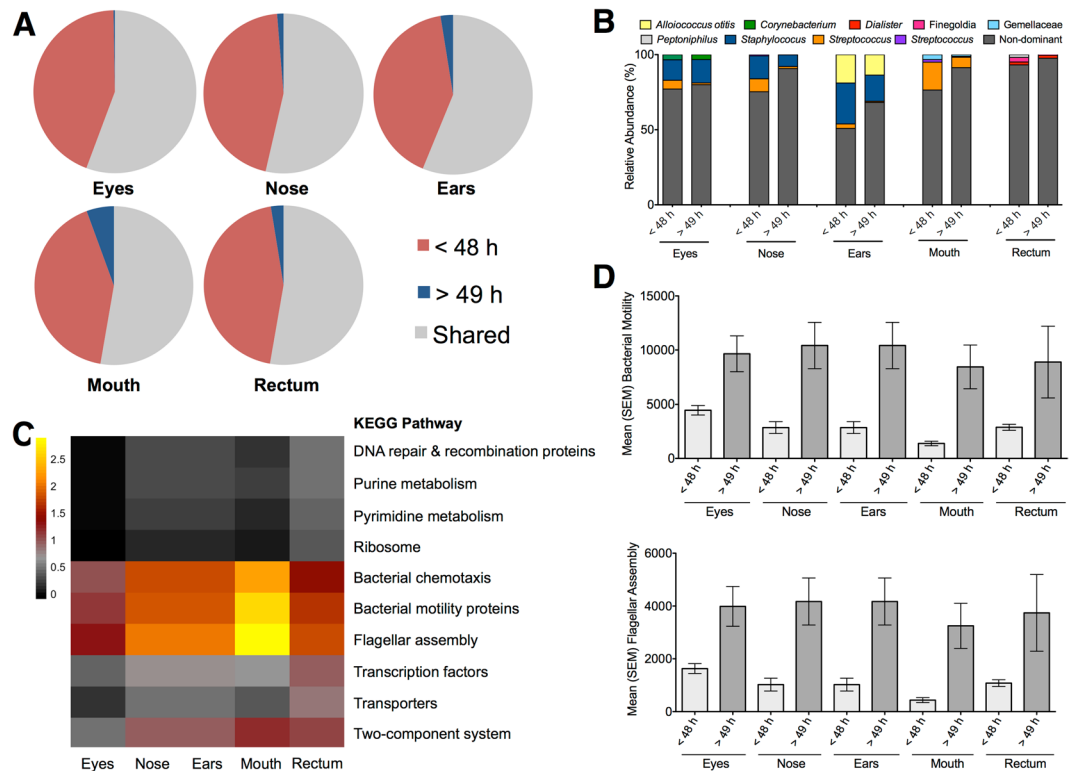 A
Eyes
Nose
Ears
Mouth
Rectum
< 48 h
> 49 h
Shared
B
Alloiococcus otitis
Corynebacterium
Dialister
Finegoldia
Gemellaceae
Peptoniphilus
Staphylococus
Streptococcus
Streptococcus
Non-dominant
Relative Abundance (%)
100
50
0
< 48 h
> 49 h
< 48 h
> 49 h
< 48 h
> 49 h
< 48 h
> 49 h
< 48 h
> 49 h
Eyes
Nose
Ears
Mouth
Rectum
C
KEGG Pathway
2.5
2
1.5
1
0.5
0
DNA repair & recombination proteins
Purine metabolism
Pyrimidine metabolism
Ribosome
Bacterial chemotaxis
Bacterial motility proteins
Flagellar assembly
Transcription factors
Transporters
Two-component system
Eyes
Nose
Ears
Mouth
Rectum
D
Mean (SEM) Bacterial Motility
15000
10000
5000
0
< 48 h
> 49 h
< 48 h
> 49 h
< 48 h
> 49 h
< 48 h
> 49 h
< 48 h
> 49 h
Eyes
Nose
Ears
Mouth
Rectum
Mean (SEM) Flagellar Assembly
6000
4000
2000
0
< 48 h
> 49 h
< 48 h
> 49 h
< 48 h
> 49 h
< 48 h
> 49 h
< 48 h
> 49 h
Eyes
Nose
Ears
Mouth
Rectum